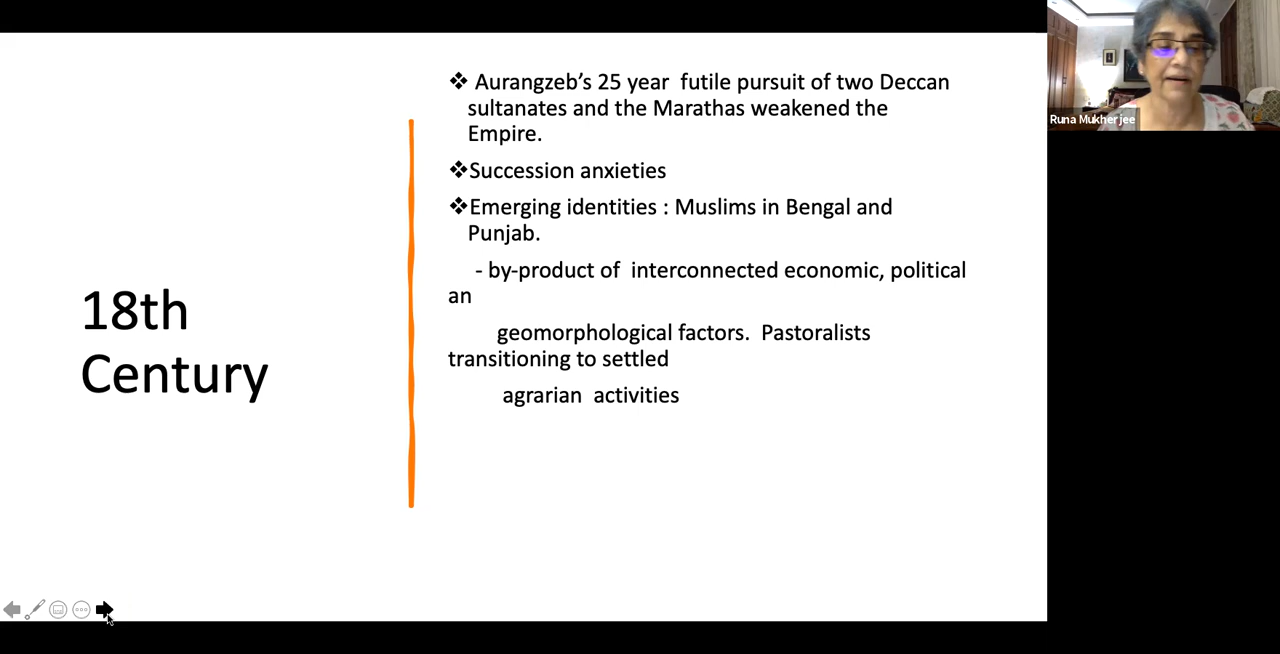 18th
Century
❖ Aurangzeb’s 25 year futile pursuit of two Deccan
sultanates and the Marathas weakened the
Empire.
❖Succession anxieties
❖Emerging identities : Muslims in Bengal and
Punjab.
- by-product of interconnected economic, political
an
geomorphological factors. Pastoralists
transitioning to settled
agrarian activities
Runa Mukherjee